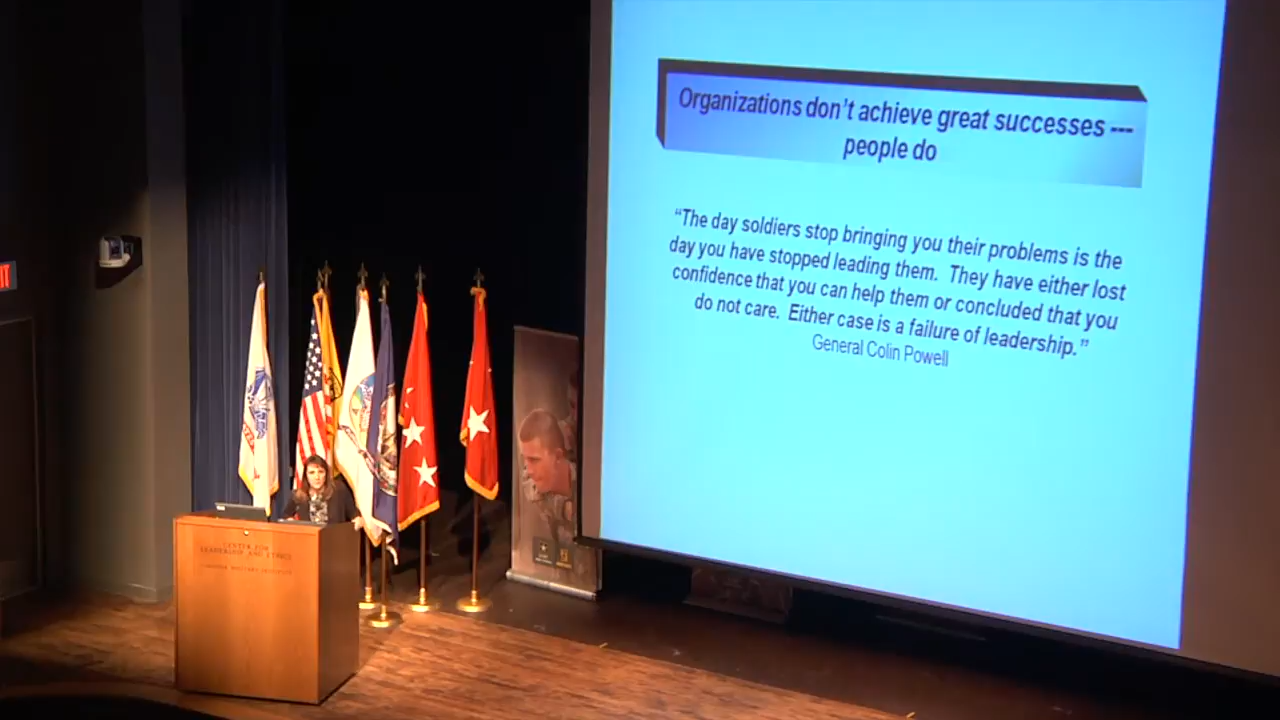 Organizations don't achieve great successes ---
people do
“The day soldiers stop bringing you their problems is the
day you have stopped leading them.  They have either lost
confidence that you can help them or concluded that you
do not care.  Either case is a failure of leadership.”
General Colin Powell
IT
CENTER FOR
LEADERSHIP AND ETHICS